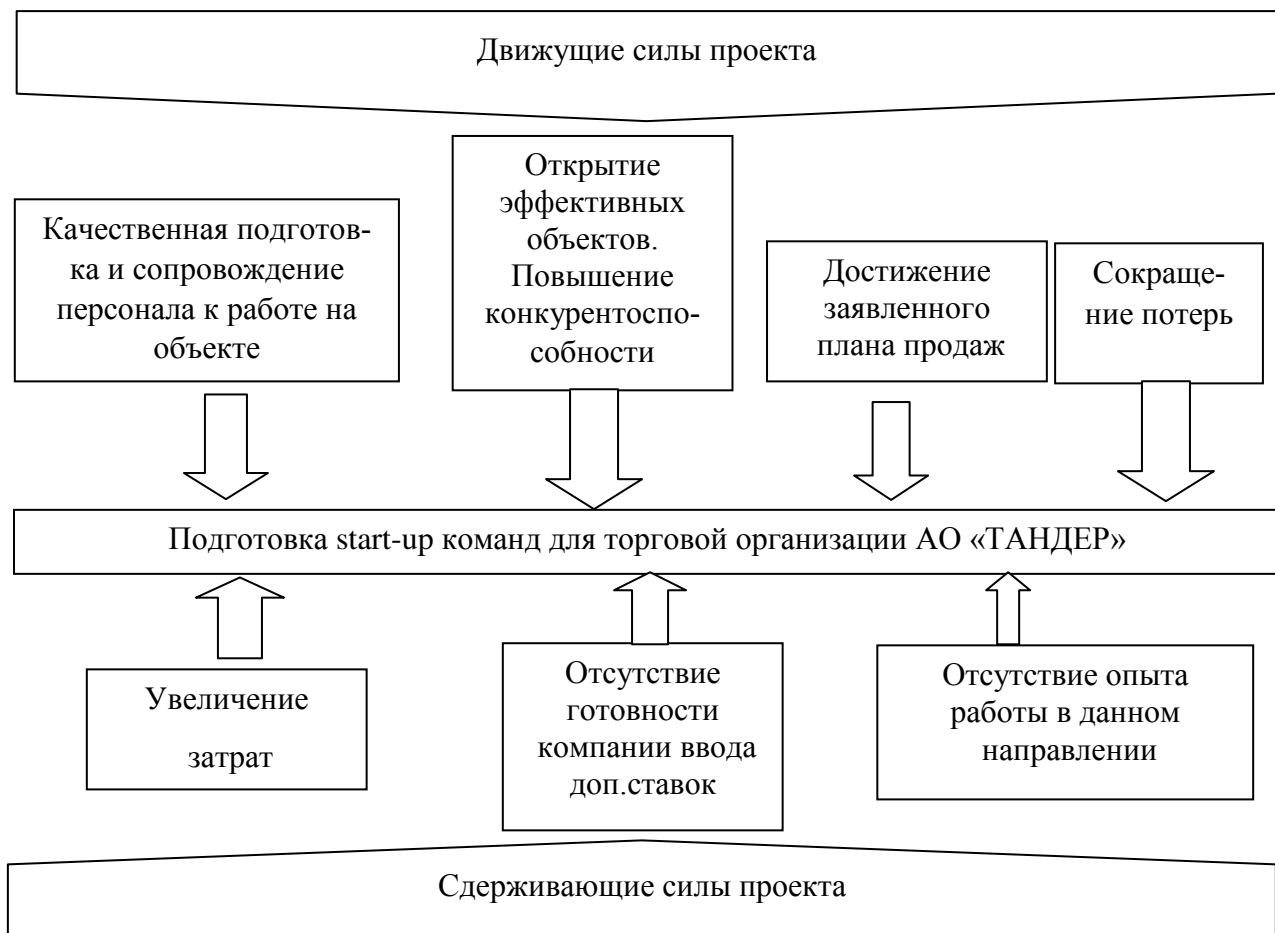 Движущие силы проекта
Качественная подготов-
ка и сопровождение
персонала к работе на
объекте
Открытие
эффективных
объектов.
Повышение
конкурентоспо-
собности
Достижение
заявленного
плана продаж
Сокраще-
ние потерь
Подготовка start-up команд для торговой организации АО «ТАНДЕР»
Увеличение
затрат
Отсутствие
готовности
компании ввода
доп.ставок
Отсутствие опыта
работы в данном
направлении
Сдерживающие силы проекта